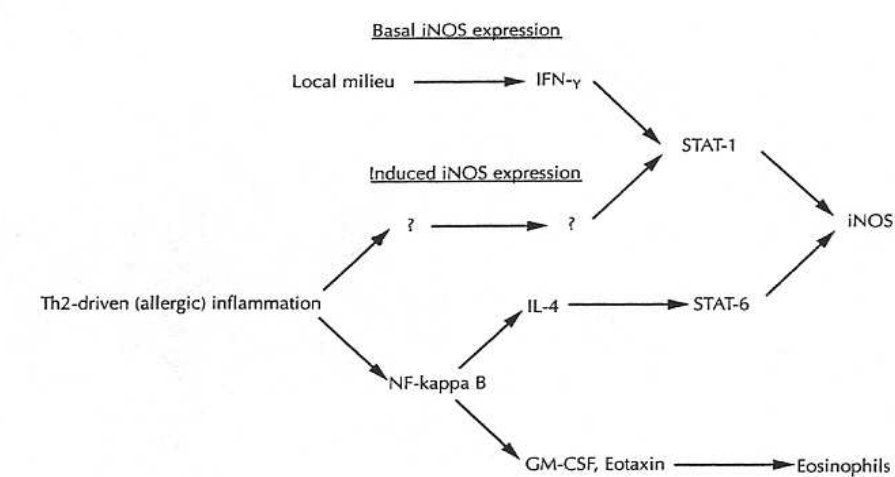 Basal iNOS expression
Local milieu IFN-γ
STAT-1
Induced iNOS expression
? ?
iNOS
Th2-driven (allergic) inflammation
IL-4 STAT-6
NF-kappa B
GM-CSF, Eotaxin Eosinophils